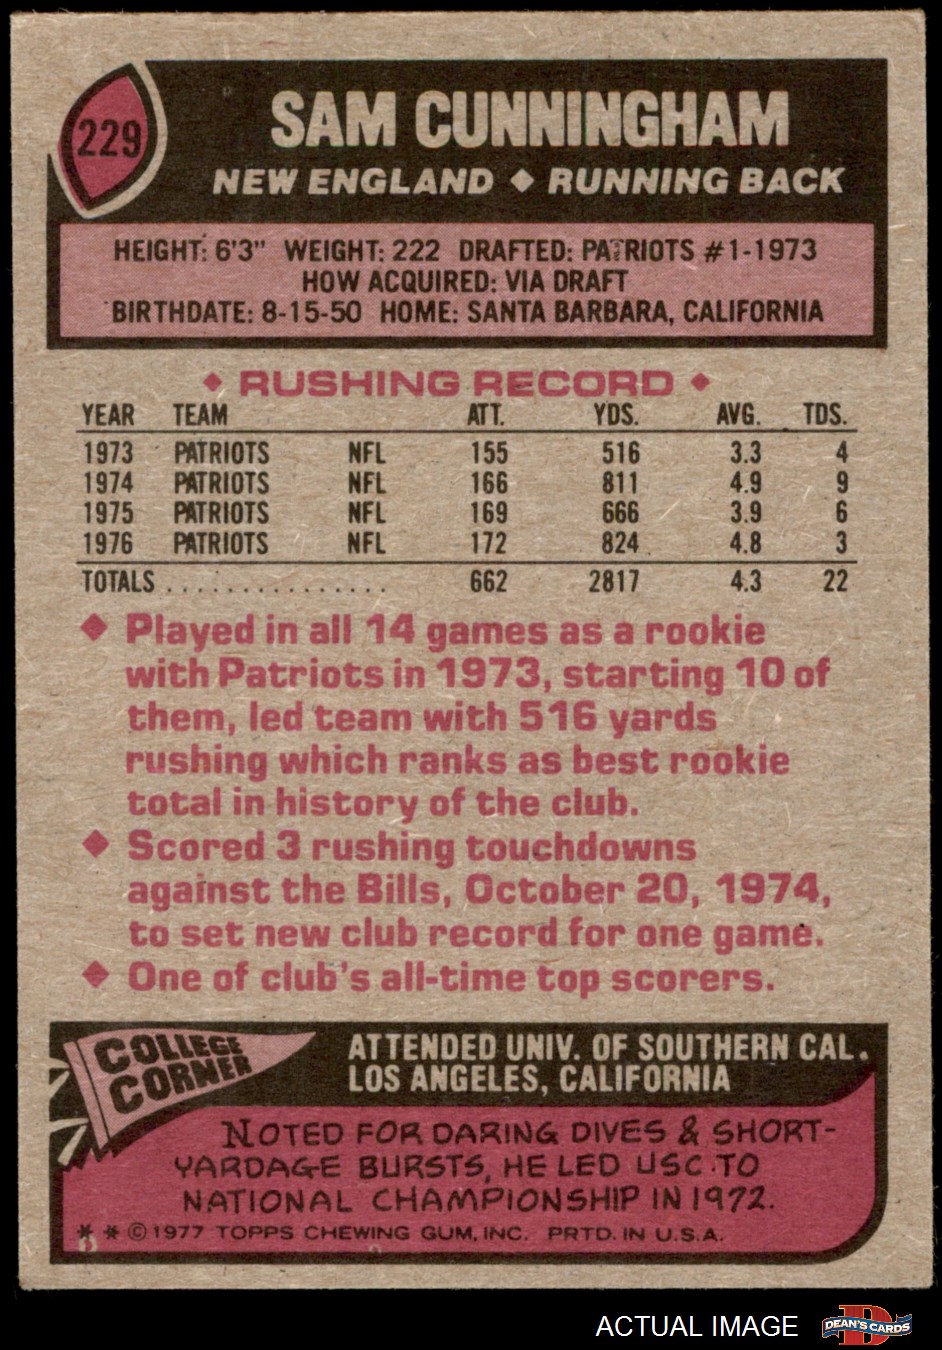 229
SAM CUNNINGHAM
NEW ENGLAND ◆ RUNNING BACK
HEIGHT: 6'3" WEIGHT: 222 DRAFTED: PATRIOTS #1-1973
HOW ACQUIRED: VIA DRAFT
BIRTHDATE: 8-15-50 HOME: SANTA BARBARA, CALIFORNIA
◆ RUSHING RECORD ◆
YEAR TEAM ATT. YDS. AVG. TDS.
1973 PATRIOTS NFL 155 516 3.3 4
1974 PATRIOTS NFL 166 811 4.9 9
1975 PATRIOTS NFL 169 666 3.9 6
1976 PATRIOTS NFL 172 824 4.8 3
TOTALS . . . . . . . . . . . . . . . 662 2817 4.3 22
◆ Played in all 14 games as a rookie
with Patriots in 1973, starting 10 of
them, led team with 516 yards
rushing which ranks as best rookie
total in history of the club.
◆ Scored 3 rushing touchdowns
against the Bills, October 20, 1974,
to set new club record for one game.
◆ One of club's all-time top scorers.
COLLEGE
CORNER
ATTENDED UNIV. OF SOUTHERN CAL.
LOS ANGELES, CALIFORNIA
NOTED FOR DARING DIVES & SHORT-
YARDAGE BURSTS, HE LED USC TO
NATIONAL CHAMPIONSHIP IN 1972.
* * © 1977 TOPPS CHEWING GUM, INC. PRTD. IN U.S.A.
ACTUAL IMAGE
D
DEAN'S CARDS